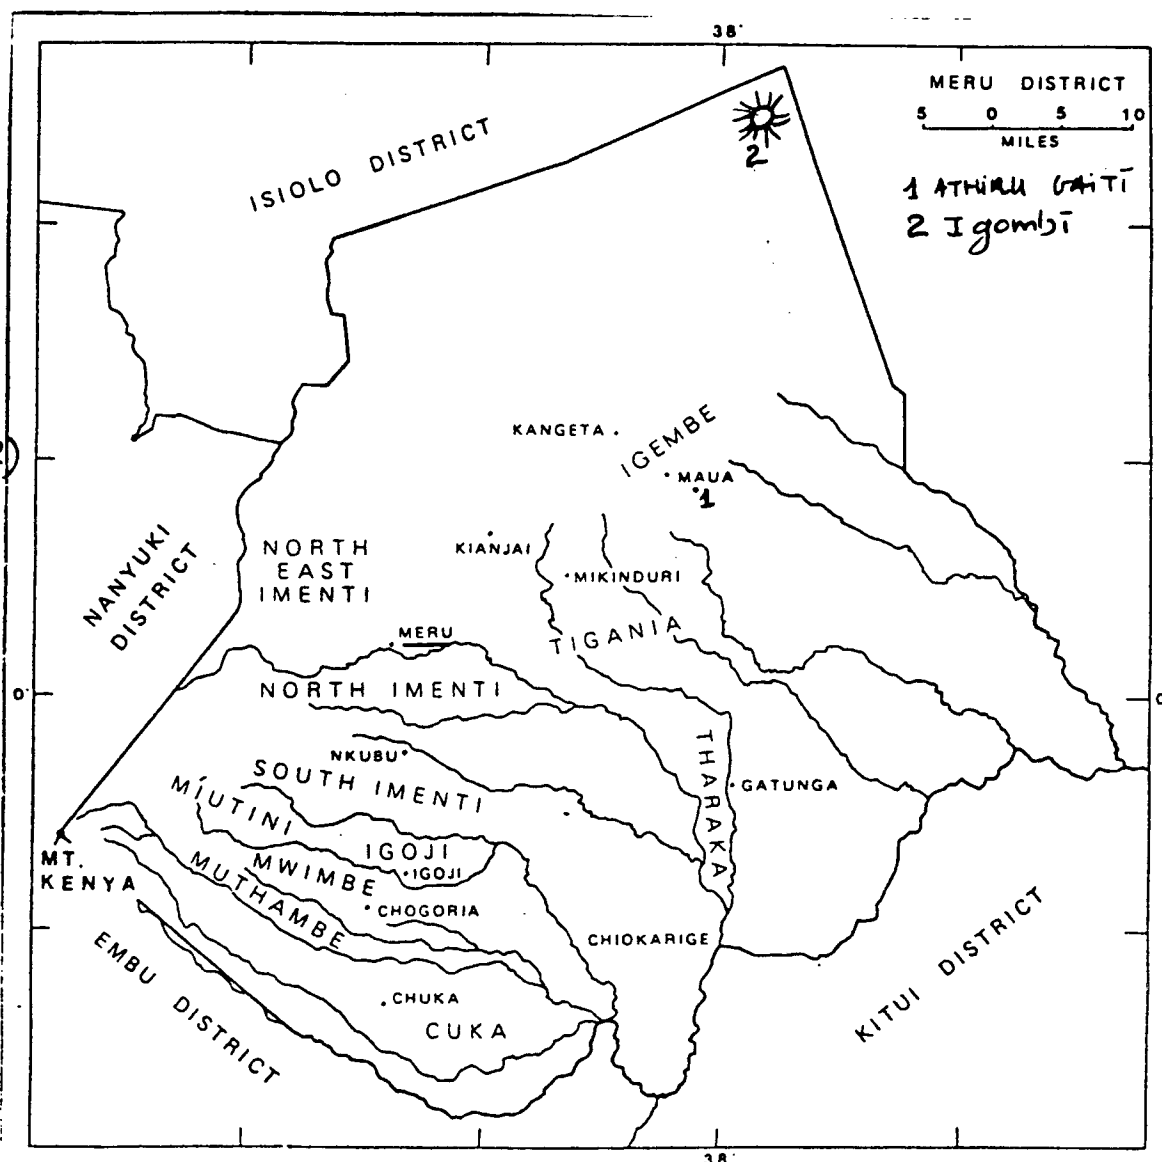 38°
MERU DISTRICT
5 0 5 10
MILES
1 ATHIRU GAITĪ
2 Igombī
2
ISIOLO DISTRICT
KANGETA
IGEMBE
MAUA
1
NANYUKI
DISTRICT
NORTH
EAST
IMENTI
KIANJAI
MIKINDURI
MERU
TIGANIA
0°
NORTH IMENTI
THARAKA
NKUBU
SOUTH IMENTI
GATUNGA
MIUTINI
IGOJI
IGOJI
MT.
KENYA
MWIMBE
MUTHAMBE
CHOGORIA
CHIOKARIGE
EMBU DISTRICT
KITUI DISTRICT
CHUKA
CUKA
38°